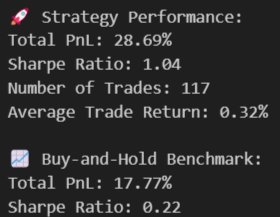 🚀 Strategy Performance:
Total PnL: 28.69%
Sharpe Ratio: 1.04
Number of Trades: 117
Average Trade Return: 0.32%
📈 Buy-and-Hold Benchmark:
Total PnL: 17.77%
Sharpe Ratio: 0.22